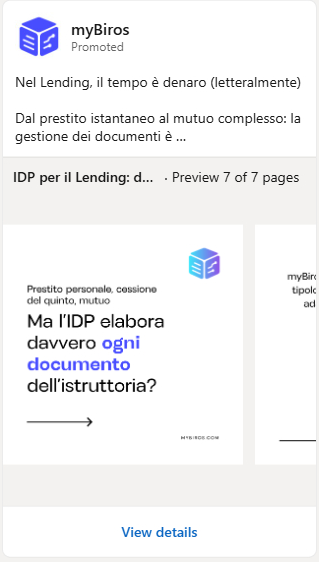 myBiros
Promoted
Nel Lending, il tempo è denaro (letteralmente)
Dal prestito istantaneo al mutuo complesso: la
gestione dei documenti è ...
IDP per il Lending: d... · Preview 7 of 7 pages
Prestito personale, cessione
del quinto, mutuo
Ma l'IDP elabora
davvero ogni
documento
dell'istruttoria?
MYBIROS.COM
myBiro
tipolo
ad
View details